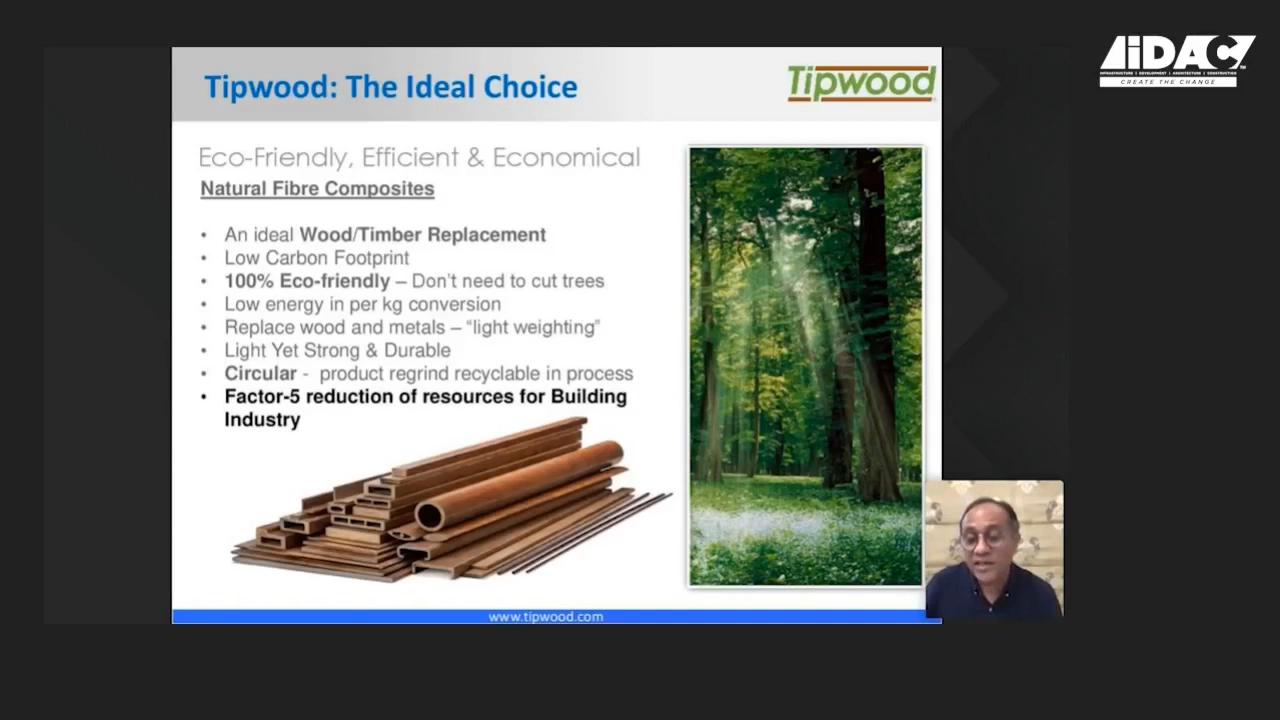 Tipwood: The Ideal Choice
Tipwood
AIDAC
INFRASTRUCTURE | DEVELOPMENT | ARCHITECTURE | CONSTRUCTION
CREATE THE CHANGE
Eco-Friendly, Efficient & Economical
Natural Fibre Composites
• An ideal Wood/Timber Replacement
• Low Carbon Footprint
• 100% Eco-friendly – Don't need to cut trees
• Low energy in per kg conversion
• Replace wood and metals – “light weighting”
• Light Yet Strong & Durable
• Circular - product regrind recyclable in process
• Factor-5 reduction of resources for Building
Industry
www.tipwood.com